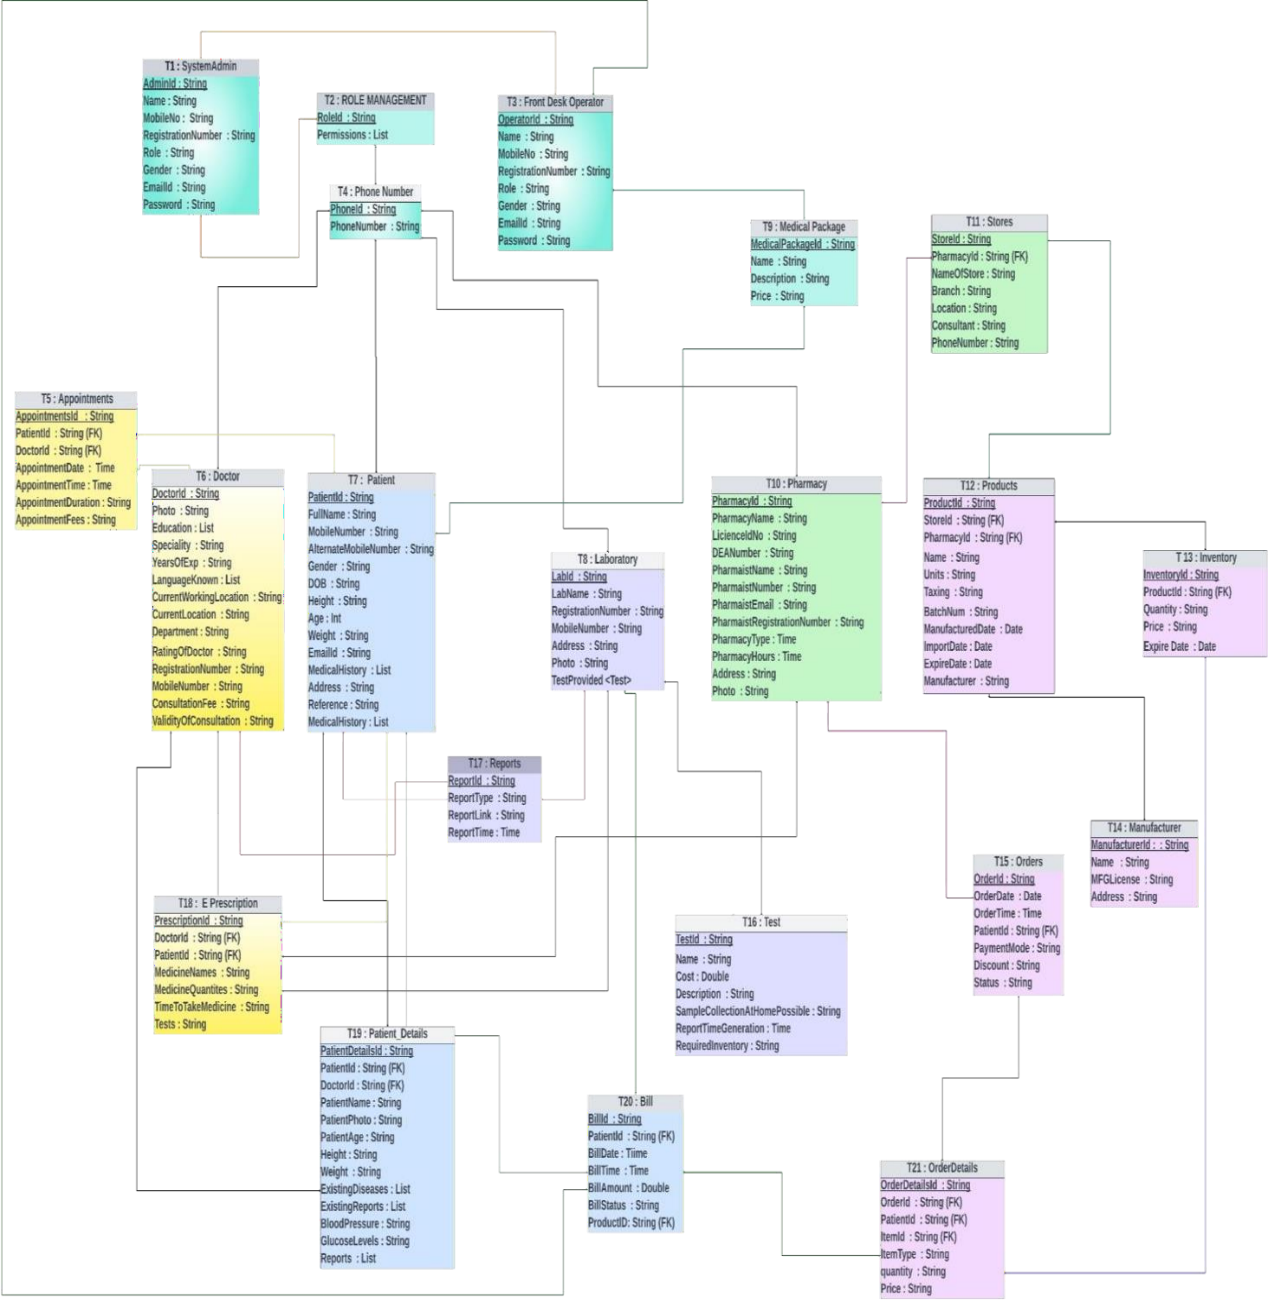 T1 : SystemAdmin
AdminId : String
Name : String
MobileNo : String
RegistrationNumber : String
Role : String
Gender : String
EmailId : String
Password : String
T2 : ROLE MANAGEMENT
RoleId : String
Permissions : List
T3 : Front Desk Operator
OperatorId : String
Name : String
MobileNo : String
RegistrationNumber : String
Role : String
Gender : String
EmailId : String
Password : String
T4 : Phone Number
PhoneId : String
PhoneNumber : String
T9 : Medical Package
MedicalPackageId : String
Name : String
Description : String
Price : String
T11 : Stores
StoreId : String
PharmacyId : String (FK)
NameOfStore : String
Branch : String
Location : String
Consultant : String
PhoneNumber : String
T5 : Appointments
AppointmentsId : String
PatientId : String (FK)
DoctorId : String (FK)
AppointmentDate : Time
AppointmentTime : Time
AppointmentDuration : String
AppointmentFees : String
T6 : Doctor
DoctorId : String
Photo : String
Education : List
Speciality : String
YearsOfExp : String
LanguageKnown : List
CurrentWorkingLocation : String
CurrentLocation : String
Department : String
RatingOfDoctor : String
RegistrationNumber : String
MobileNumber : String
ConsultationFee : String
ValidityOfConsultation : String
T7 : Patient
PatientId : String
FullName : String
MobileNumber : String
AlternateMobileNumber : String
Gender : String
DOB : String
Height : String
Age : Int
Weight : String
EmailId : String
MedicalHistory : List
Address : String
Reference : String
MedicalHistory : List
T8 : Laboratory
LabId : String
LabName : String
RegistrationNumber : String
MobileNumber : String
Address : String
Photo : String
TestProvided <Test>
T10 : Pharmacy
PharmacyId : String
PharmacyName : String
LicienceIdNo : String
DEANumber : String
PharmaistName : String
PharmaistNumber : String
PharmaistEmail : String
PharmaistRegistrationNumber : String
PharmacyType : Time
PharmacyHours : Time
Address : String
Photo : String
T12 : Products
ProductId : String
StoreId : String (FK)
PharmacyId : String (FK)
Name : String
Units : String
Taxing : String
BatchNum : String
ManufacturedDate : Date
ImportDate : Date
ExpireDate : Date
Manufacturer : String
T 13 : Inventory
InventoryId : String
ProductId : String (FK)
Quantity : String
Price : String
Expire Date : Date
T17 : Reports
ReportId : String
ReportType : String
ReportLink : String
ReportTime : Time
T14 : Manufacturer
ManufacturerId : : String
Name : String
MFGLicense : String
Address : String
T15 : Orders
OrderId : String
OrderDate : Date
OrderTime : Time
PatientId : String (FK)
PaymentMode : String
Discount : String
Status : String
T18 : E Prescription
PrescriptionId : String
DoctorId : String (FK)
PatientId : String (FK)
MedicineNames : String
MedicineQuantites : String
TimeToTakeMedicine : String
Tests : String
T16 : Test
TestId : String
Name : String
Cost : Double
Description : String
SampleCollectionAtHomePossible : String
ReportTimeGeneration : Time
RequiredInventory : String
T19 : Patient_Details
PatientDetailsId : String
PatientId : String (FK)
DoctorId : String (FK)
PatientName : String
PatientPhoto : String
PatientAge : String
Height : String
Weight : String
ExistingDiseases : List
ExistingReports : List
BloodPressure : String
GlucoseLevels : String
Reports : List
T20 : Bill
BillId : String
PatientId : String (FK)
BillDate : Tiime
BillTime : Time
BillAmount : Double
BillStatus : String
ProductID: String (FK)
T21 : OrderDetails
OrderDetailsId : String
OrderId : String (FK)
PatientId : String (FK)
ItemId : String (FK)
ItemType : String
quantity : String
Price : String